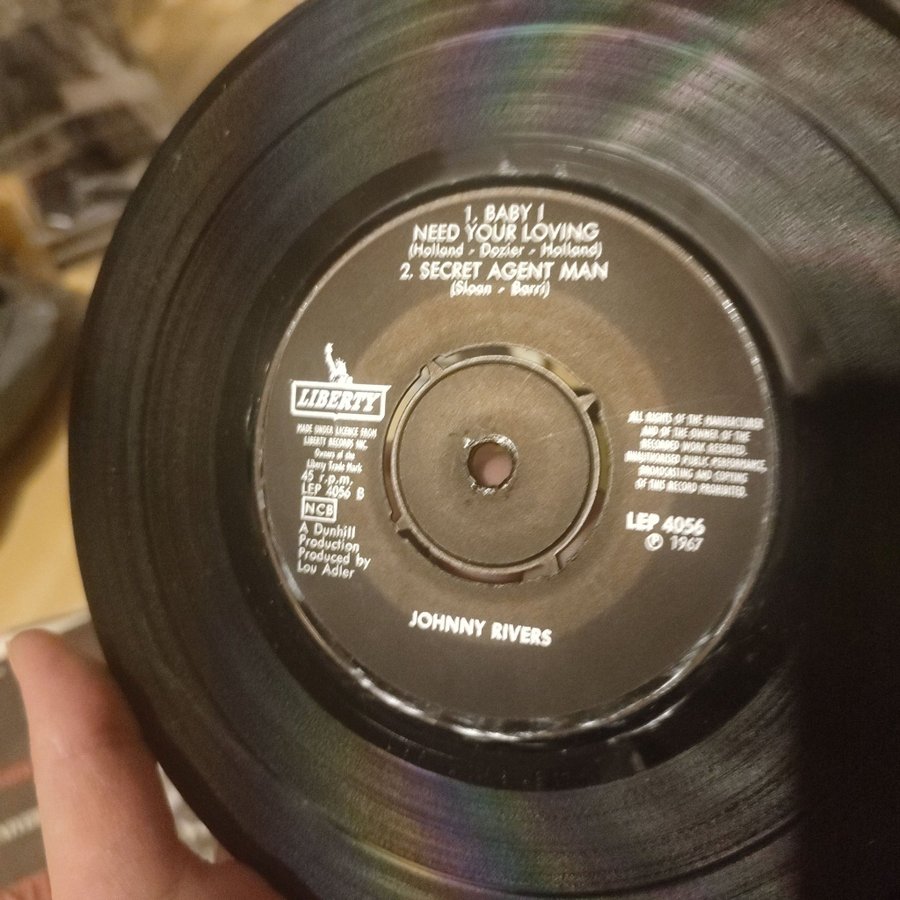 1. BABY I
NEED YOUR LOVING
(Holland - Dozier - Holland)
2. SECRET AGENT MAN
(Sloan - Barri)
LIBERTY
MADE UNDER LICENCE FROM
LIBERTY RECORDS INC.
Owners of the
Liberty Trade Mark
45 r.p.m.
LEP 4056 B
NCB
A Dunhill
Production
Produced by
Lou Adler
ALL RIGHTS OF THE MANUFACTURER
AND OF THE OWNER OF THE
RECORDED WORK RESERVED.
UNAUTHORISED PUBLIC PERFORMANCE,
BROADCASTING AND COPYING
OF THIS RECORD PROHIBITED.
LEP 4056
℗ 1967
JOHNNY RIVERS